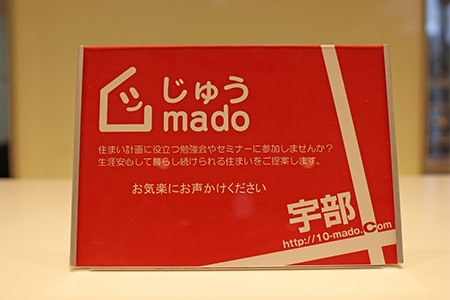 じゅう
mado
住まい計画に役立つ勉強会やセミナーに参加しませんか？
生涯安心して暮らし続けられる住まいをご提案します。
お気楽にお声かけください
宇部
http://10-mado.com